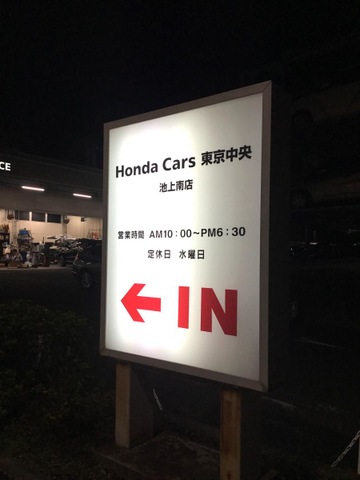 Honda Cars 東京中央
池上南店
営業時間 AM10:00〜PM6:30
定休日 水曜日
← IN
CE